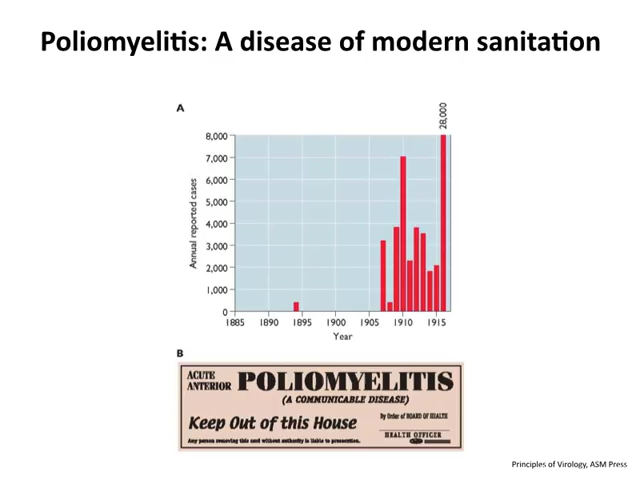 Poliomyelitis: A disease of modern sanitation
A
28,000
8,000
7,000
6,000
5,000
4,000
3,000
2,000
1,000
0
Annual reported cases
1885 1890 1895 1900 1905 1910 1915
Year
B
ACUTE
ANTERIOR
POLIOMYELITIS
(A COMMUNICABLE DISEASE)
Keep Out of this House
By Order of BOARD OF HEALTH
HEALTH OFFICER
Any person removing this card without authority is liable to prosecution.
Principles of Virology, ASM Press